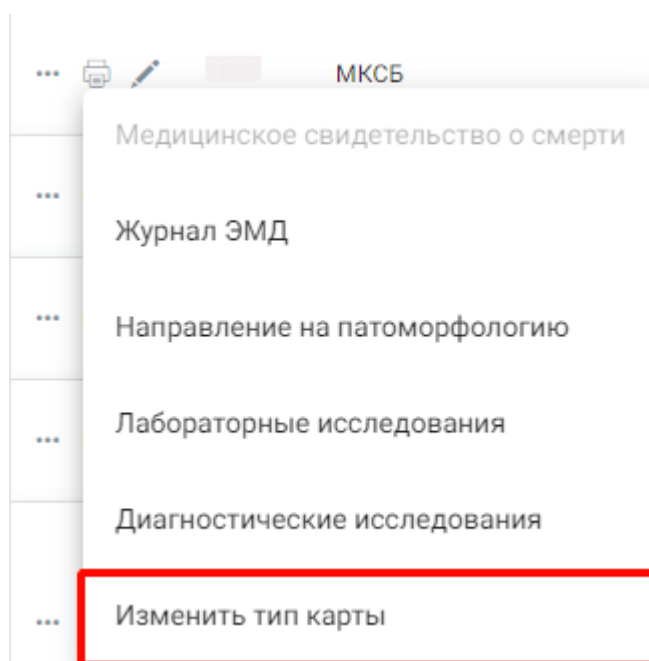 МКСБ
Медицинское свидетельство о смерти
Журнал ЭМД
Направление на патоморфологию
Лабораторные исследования
Диагностические исследования
Изменить тип карты